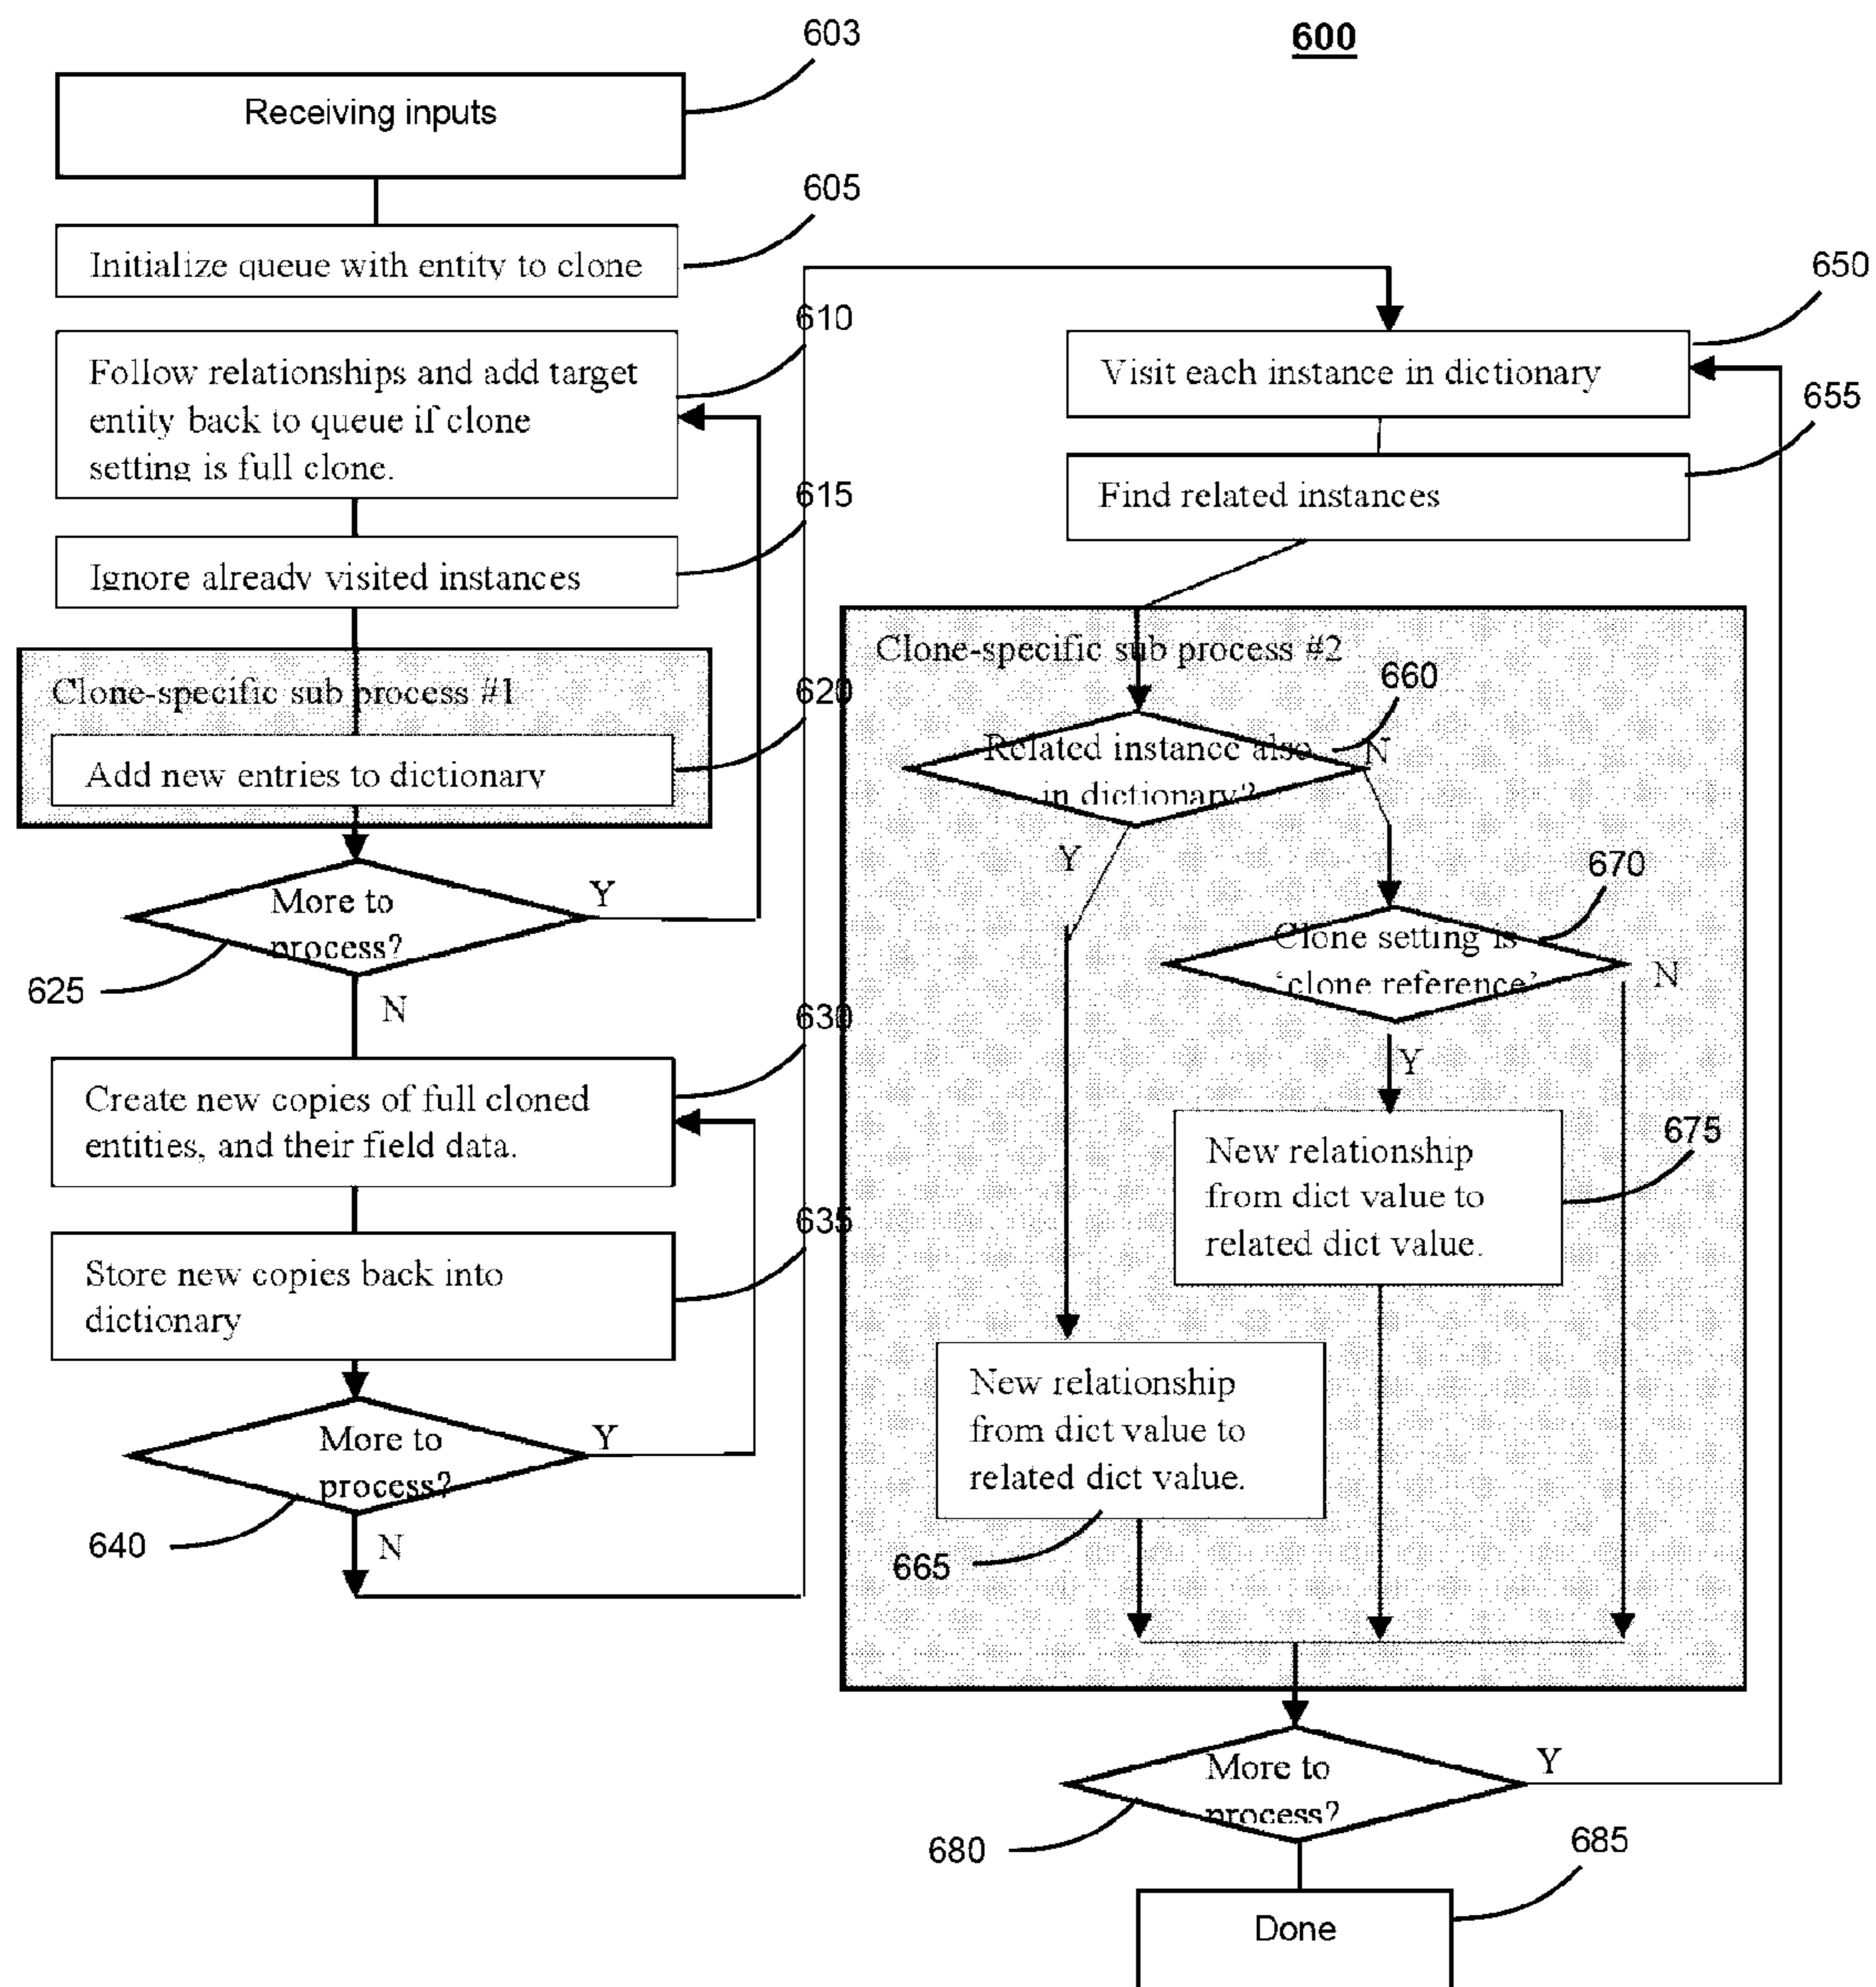 600
603
Receiving inputs
605
Initialize queue with entity to clone
610
Follow relationships and add target
entity back to queue if clone
setting is full clone.
615
Ignore already visited instances
Clone-specific sub process #1
620
Add new entries to dictionary
More to
process?
Y
625
N
630
Create new copies of full cloned
entities, and their field data.
635
Store new copies back into
dictionary
More to
process?
Y
640
N
650
Visit each instance in dictionary
655
Find related instances
Clone-specific sub process #2
660
Related instance also
in dictionary?
N
Y
670
Clone setting is
'clone reference'
N
Y
675
New relationship
from dict value to
related dict value.
New relationship
from dict value to
related dict value.
665
More to
process?
Y
680
685
Done